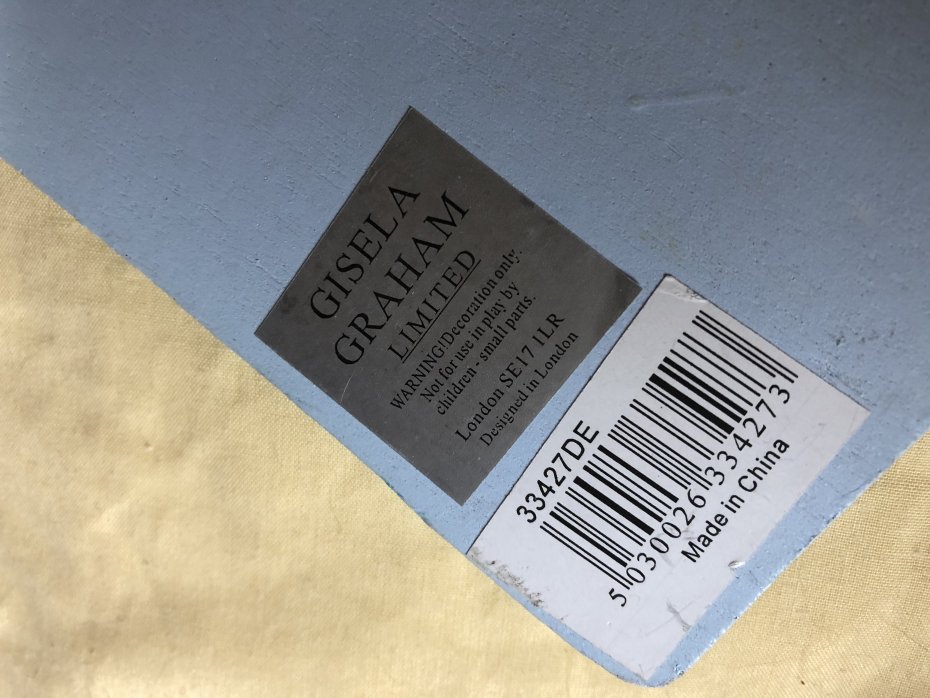 GISELA
GRAHAM
LIMITED
WARNING!Decoration only.
Not for use in play by
children - small parts.
London SE17 1LR
Designed in London
33427DE
5 030026 334273
Made in China